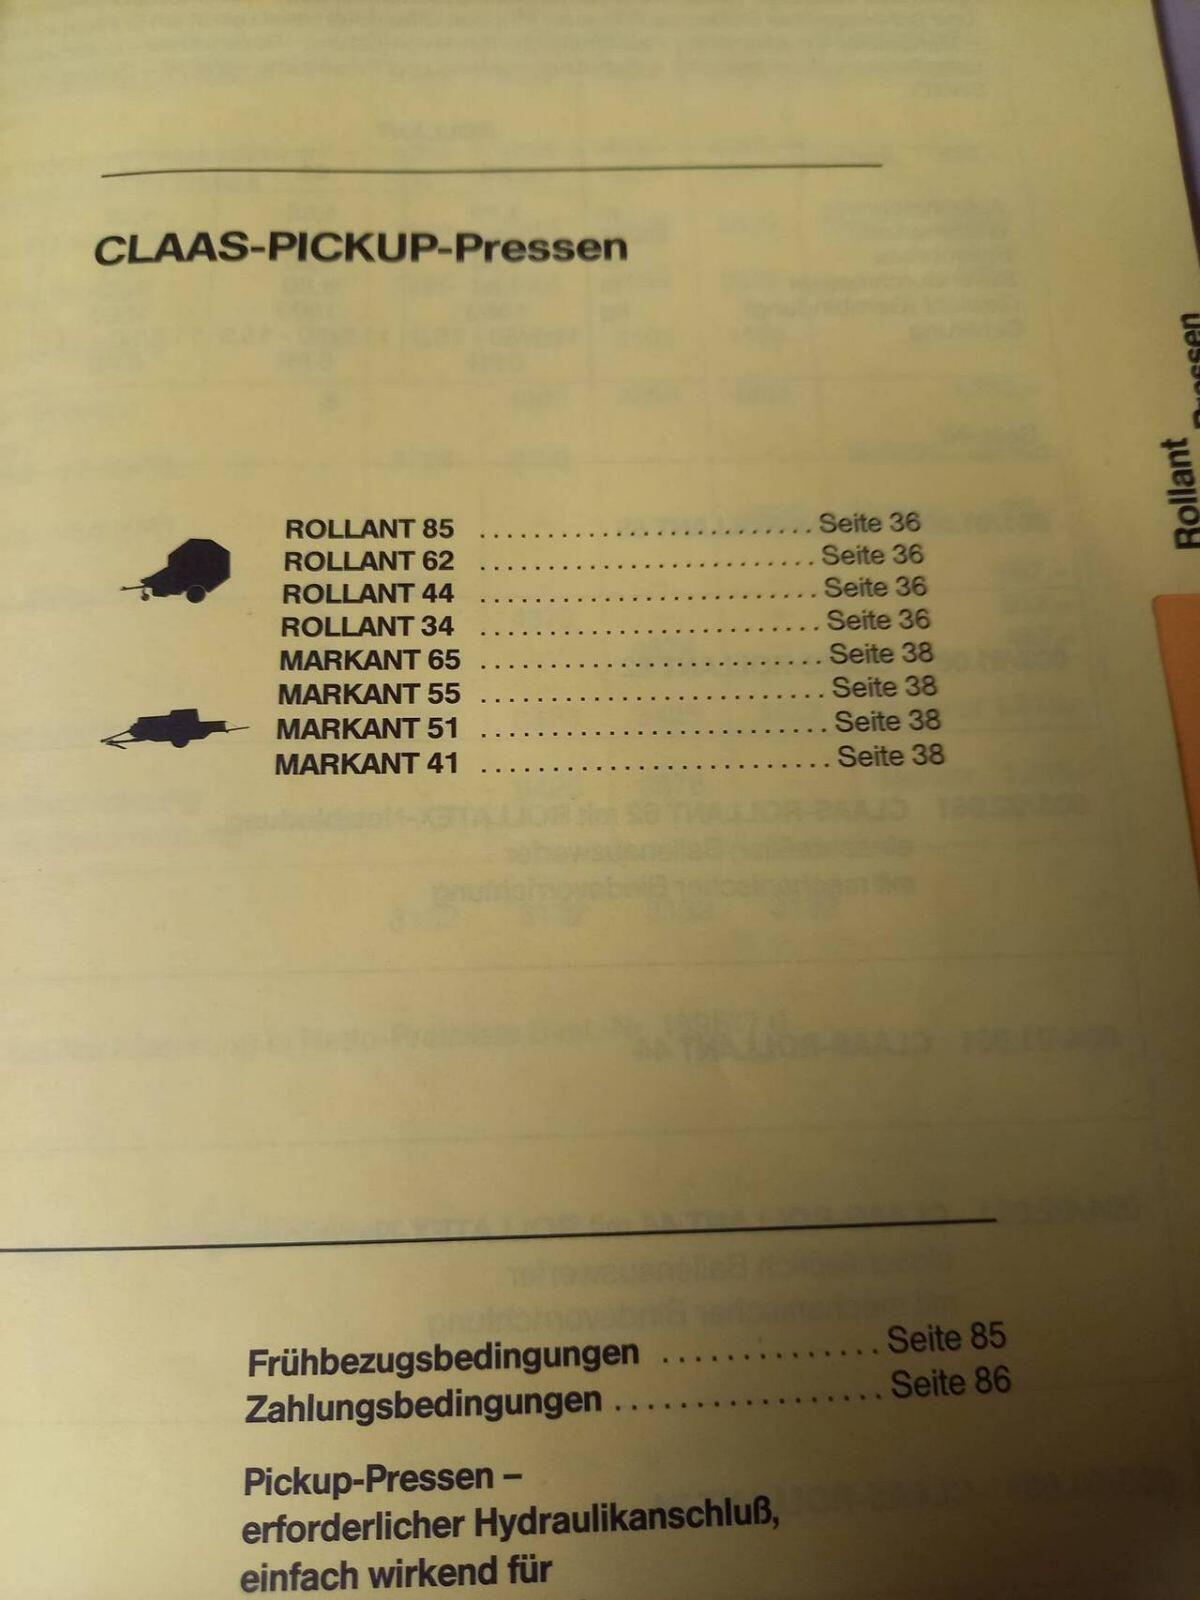 CLAAS-PICKUP-Pressen
ROLLANT 85 ........................ Seite 36
ROLLANT 62 ........................ Seite 36
ROLLANT 44 ........................ Seite 36
ROLLANT 34 ........................ Seite 36
MARKANT 65 ........................ Seite 38
MARKANT 55 ........................ Seite 38
MARKANT 51 ........................ Seite 38
MARKANT 41 ........................ Seite 38
Frühbezugsbedingungen ............... Seite 85
Zahlungsbedingungen .................. Seite 86
Pickup-Pressen –
erforderlicher Hydraulikanschluß,
einfach wirkend für
Rollant